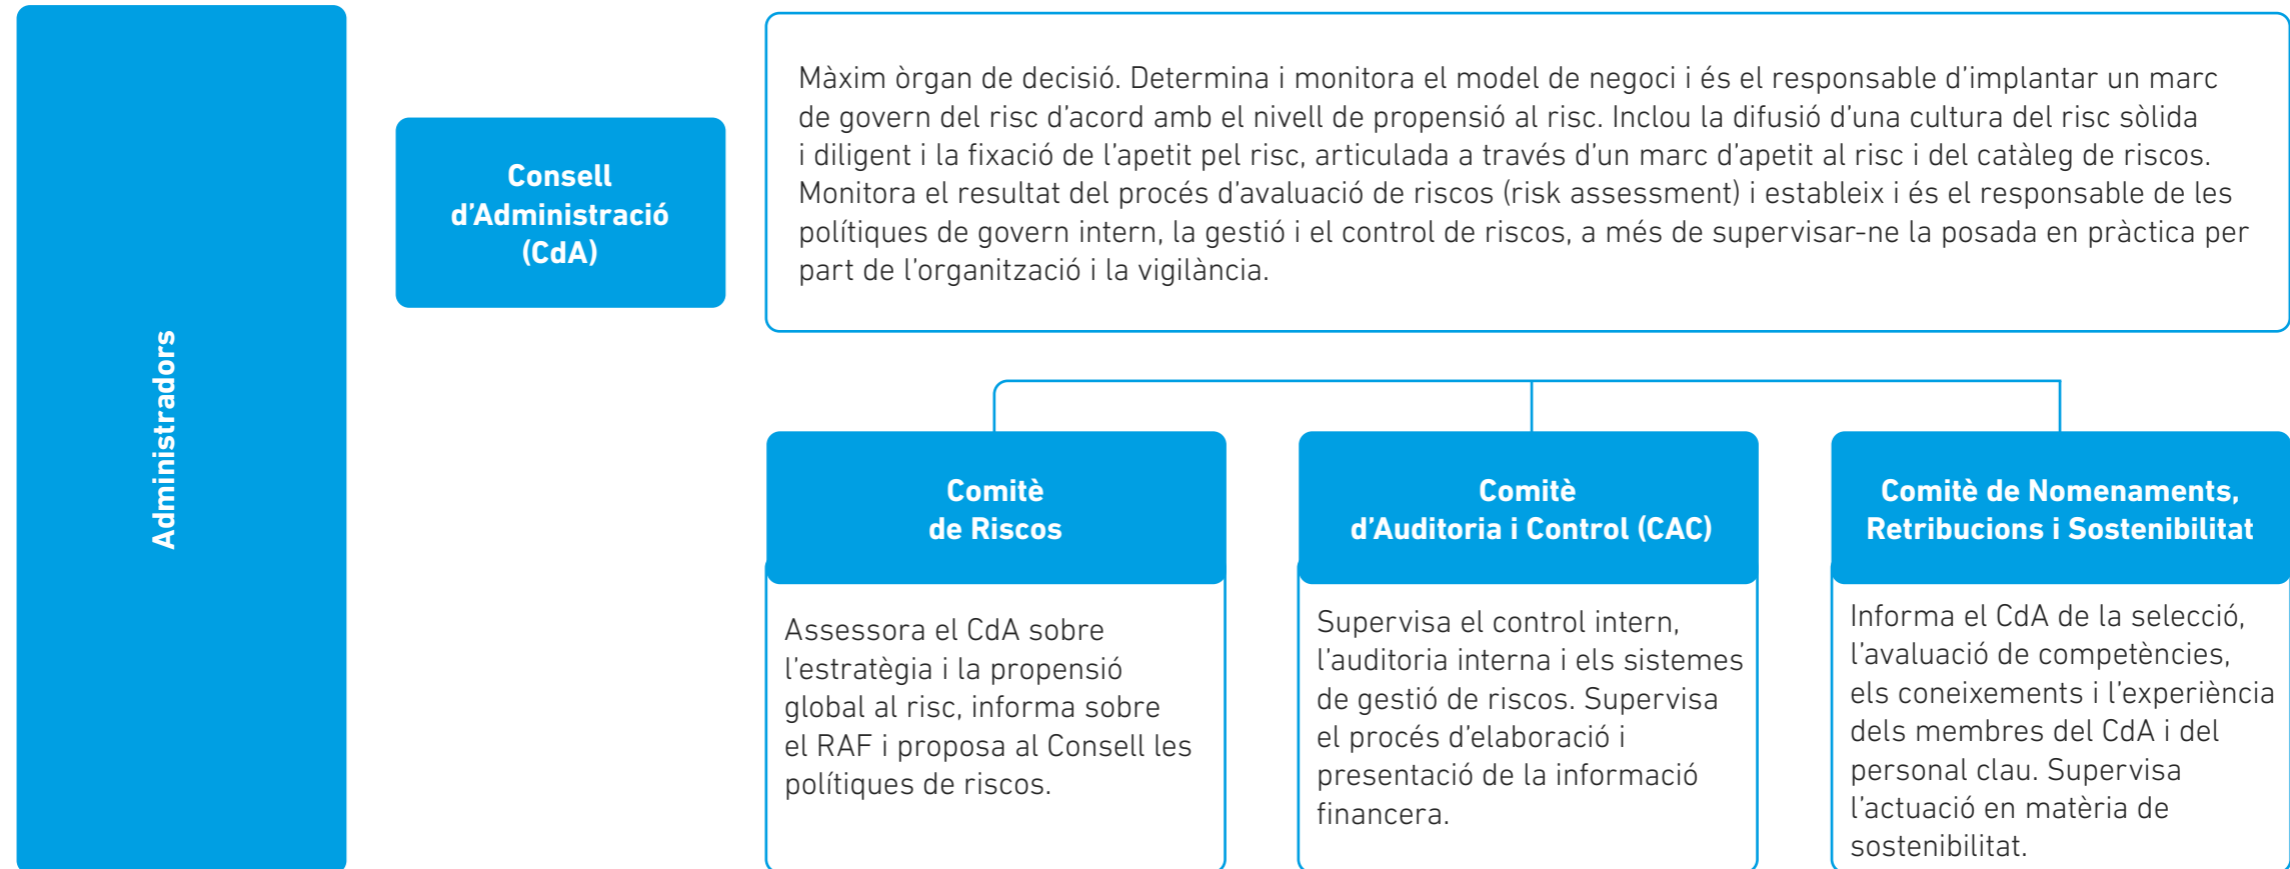 Administradors
Consell
d’Administració
(CdA)
Màxim òrgan de decisió. Determina i monitora el model de negoci i és el responsable d’implantar un marc
de govern del risc d’acord amb el nivell de propensió al risc. Inclou la difusió d’una cultura del risc sòlida
i diligent i la fixació de l’apetit pel risc, articulada a través d’un marc d’apetit al risc i del catàleg de riscos.
Monitora el resultat del procés d’avaluació de riscos (risk assessment) i estableix i és el responsable de les
polítiques de govern intern, la gestió i el control de riscos, a més de supervisar-ne la posada en pràctica per
part de l’organització i la vigilància.
Comitè
de Riscos
Assessora el CdA sobre
l’estratègia i la propensió
global al risc, informa sobre
el RAF i proposa al Consell les
polítiques de riscos.
Comitè
d’Auditoria i Control (CAC)
Supervisa el control intern,
l’auditoria interna i els sistemes
de gestió de riscos. Supervisa
el procés d’elaboració i
presentació de la informació
financera.
Comitè de Nomenaments,
Retribucions i Sostenibilitat
Informa el CdA de la selecció,
l’avaluació de competències,
els coneixements i l’experiència
dels membres del CdA i del
personal clau. Supervisa
l’actuació en matèria de
sostenibilitat.